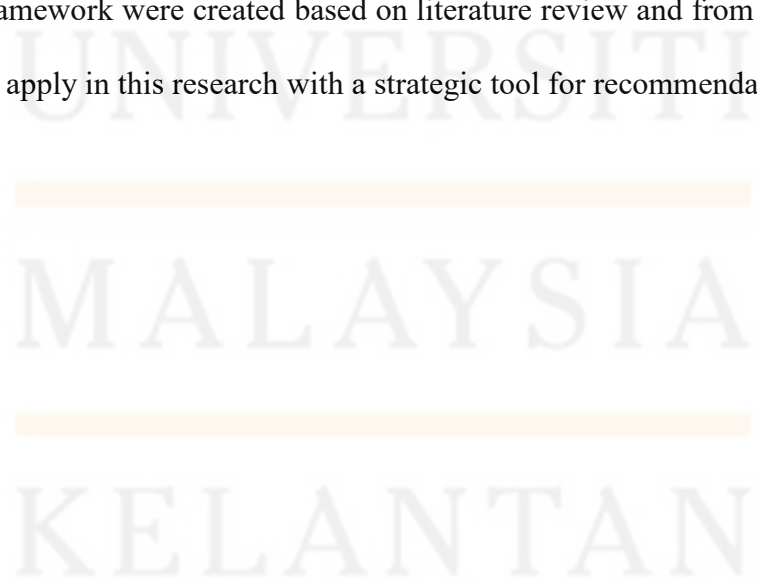 amework were created based on literature review and from
UNIVERSITI
apply in this research with a strategic tool for recommenda
MALAYSIA
KELANTAN